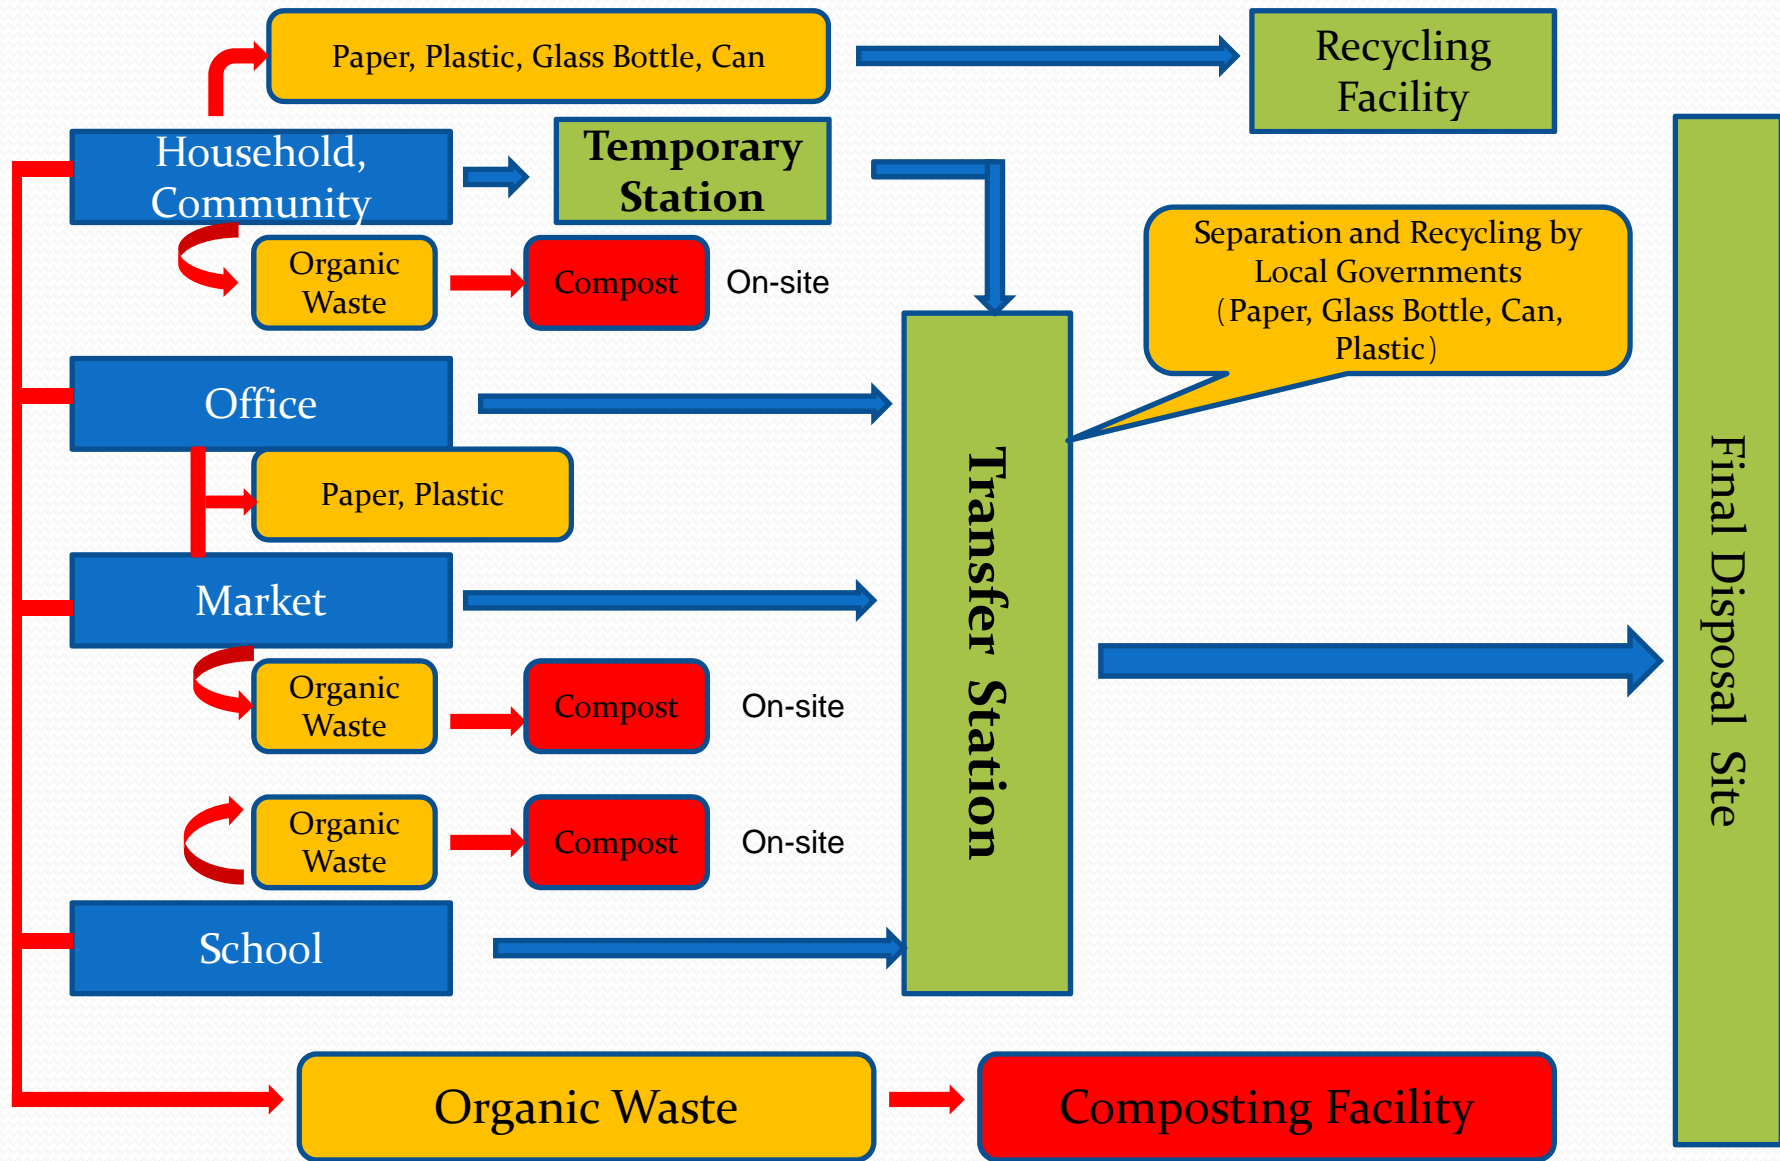 Paper, Plastic, Glass Bottle, Can
Recycling
Facility
Household,
Community
Temporary
Station
Organic
Waste
Compost
On-site
Separation and Recycling by
Local Governments
(Paper, Glass Bottle, Can,
Plastic)
Office
Paper, Plastic
Market
Organic
Waste
Compost
On-site
Organic
Waste
Compost
On-site
School
Transfer Station
Final Disposal Site
Organic Waste
Composting Facility